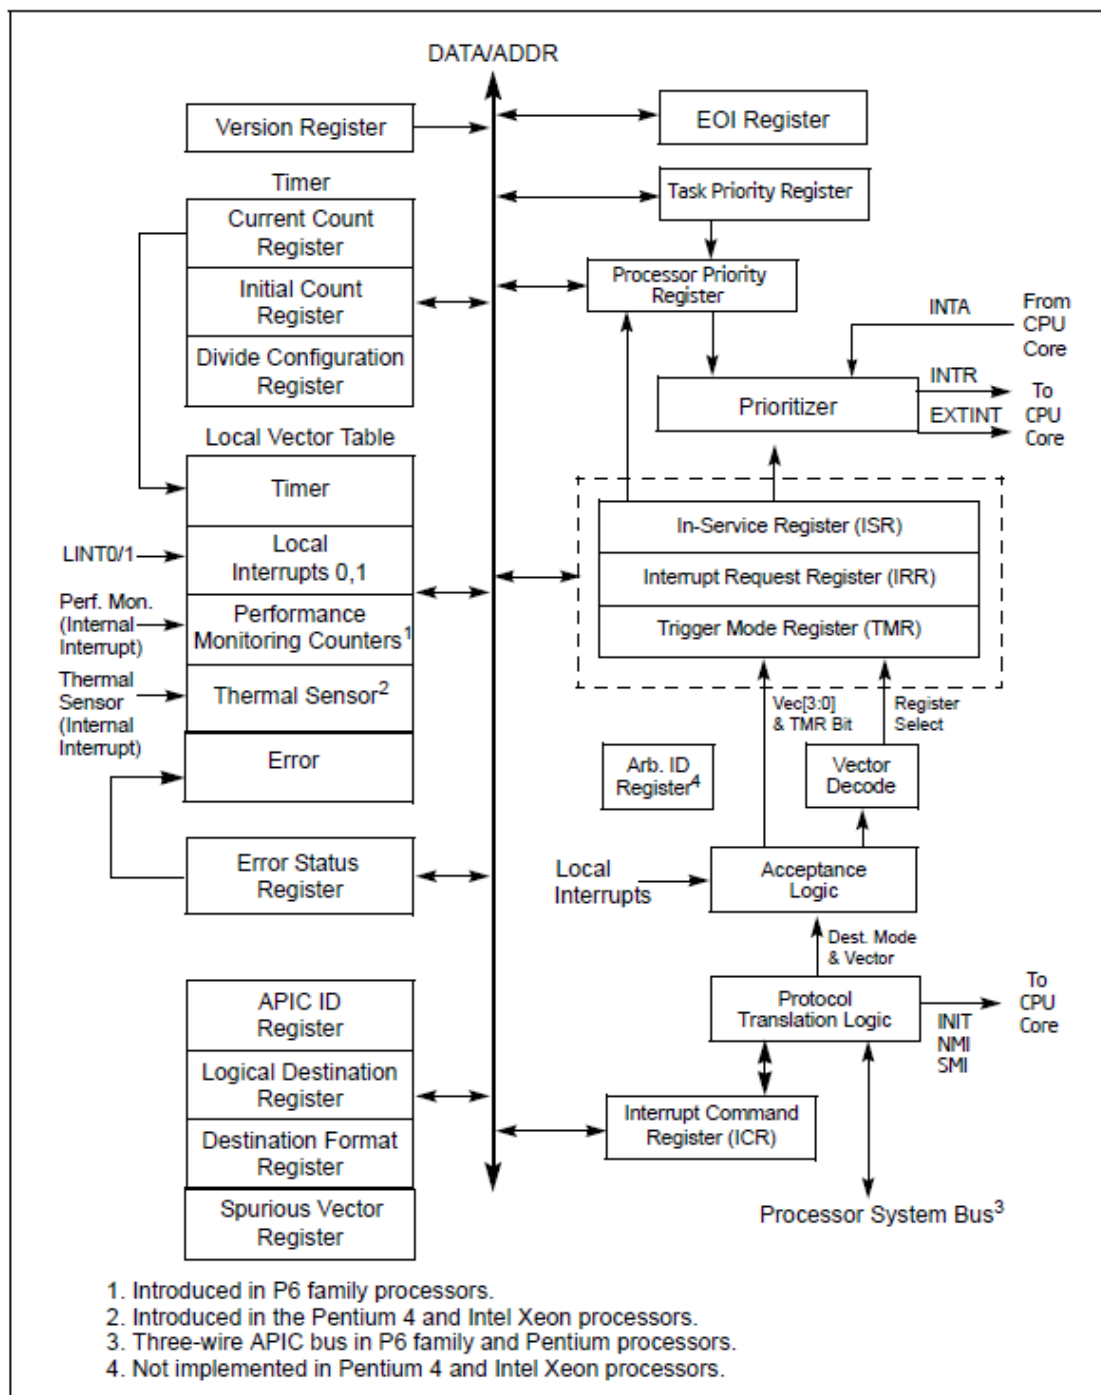 DATA/ADDR
Version Register
EOI Register
Timer
Task Priority Register
Current Count
Register
Initial Count
Register
Divide Configuration
Register
Processor Priority
Register
INTA
From
CPU
Core
Prioritizer
INTR
EXTINT
To
CPU
Core
Local Vector Table
Timer
LINT0/1
Local
Interrupts 0,1
Perf. Mon.
(Internal
Interrupt)
Performance
Monitoring Counters1
Thermal
Sensor
(Internal
Interrupt)
Thermal Sensor2
Error
In-Service Register (ISR)
Interrupt Request Register (IRR)
Trigger Mode Register (TMR)
Vec[3:0]
& TMR Bit
Register
Select
Arb. ID
Register4
Vector
Decode
Error Status
Register
Local
Interrupts
Acceptance
Logic
Dest. Mode
& Vector
APIC ID
Register
Logical Destination
Register
Destination Format
Register
Spurious Vector
Register
Protocol
Translation Logic
INIT
NMI
SMI
To
CPU
Core
Interrupt Command
Register (ICR)
Processor System Bus3
1. Introduced in P6 family processors.
2. Introduced in the Pentium 4 and Intel Xeon processors.
3. Three-wire APIC bus in P6 family and Pentium processors.
4. Not implemented in Pentium 4 and Intel Xeon processors.